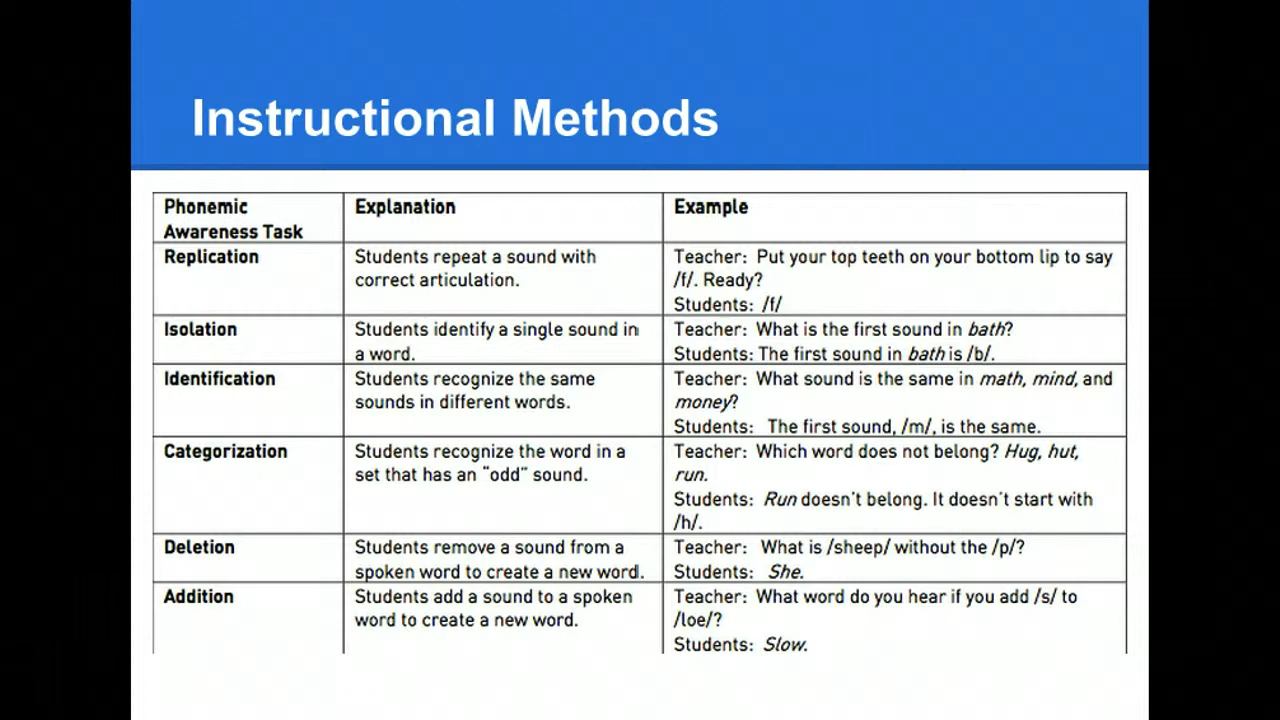 Instructional Methods
Phonemic
Awareness Task
Explanation
Example
Replication
Students repeat a sound with
correct articulation.
Teacher: Put your top teeth on your bottom lip to say
/f/. Ready?
Students: /f/
Isolation
Students identify a single sound in
a word.
Teacher: What is the first sound in bath?
Students: The first sound in bath is /b/.
Identification
Students recognize the same
sounds in different words.
Teacher: What sound is the same in math, mind, and
money?
Students: The first sound, /m/, is the same.
Categorization
Students recognize the word in a
set that has an “odd” sound.
Teacher: Which word does not belong? Hug, hut,
run.
Students: Run doesn't belong. It doesn't start with
/h/.
Deletion
Students remove a sound from a
spoken word to create a new word.
Teacher: What is /sheep/ without the /p/?
Students: She.
Addition
Students add a sound to a spoken
word to create a new word.
Teacher: What word do you hear if you add /s/ to
/loe/?
Students: Slow.